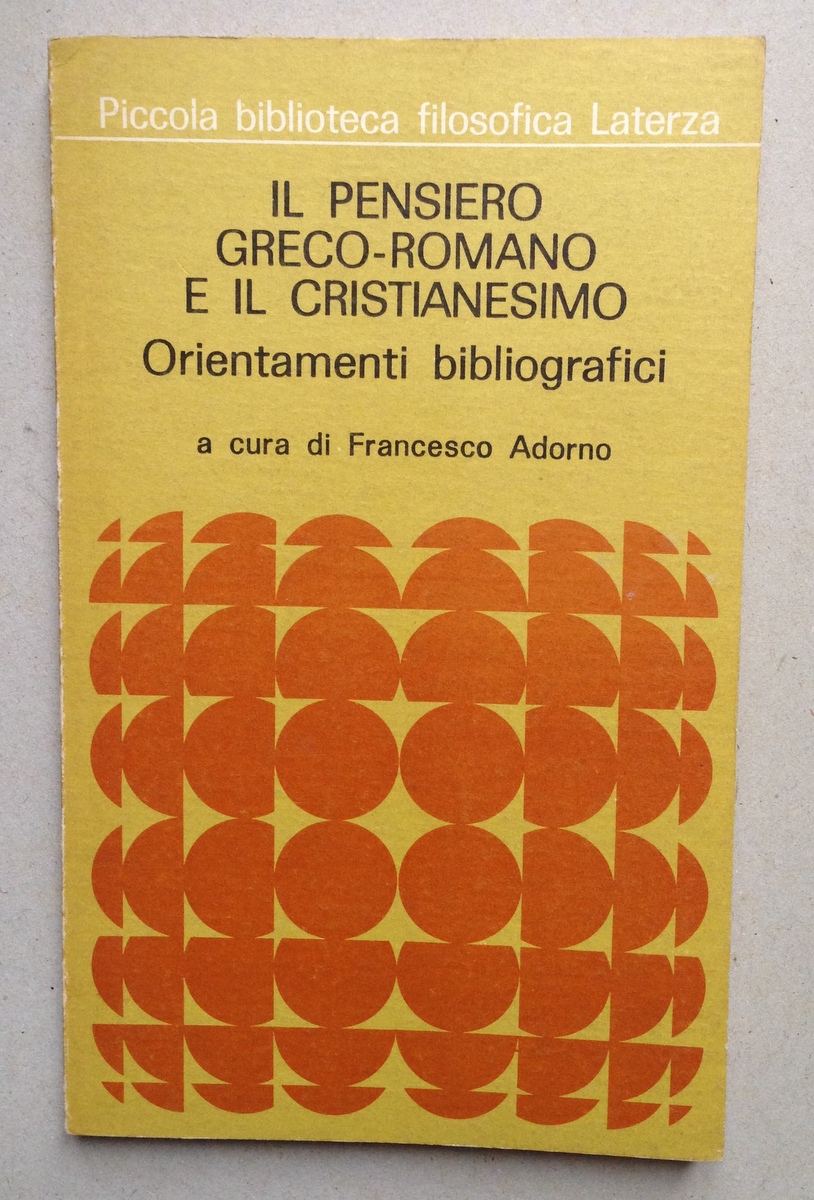 Piccola biblioteca filosofica Laterza
IL PENSIERO
GRECO-ROMANO
E IL CRISTIANESIMO
Orientamenti bibliografici
a cura di Francesco Adorno